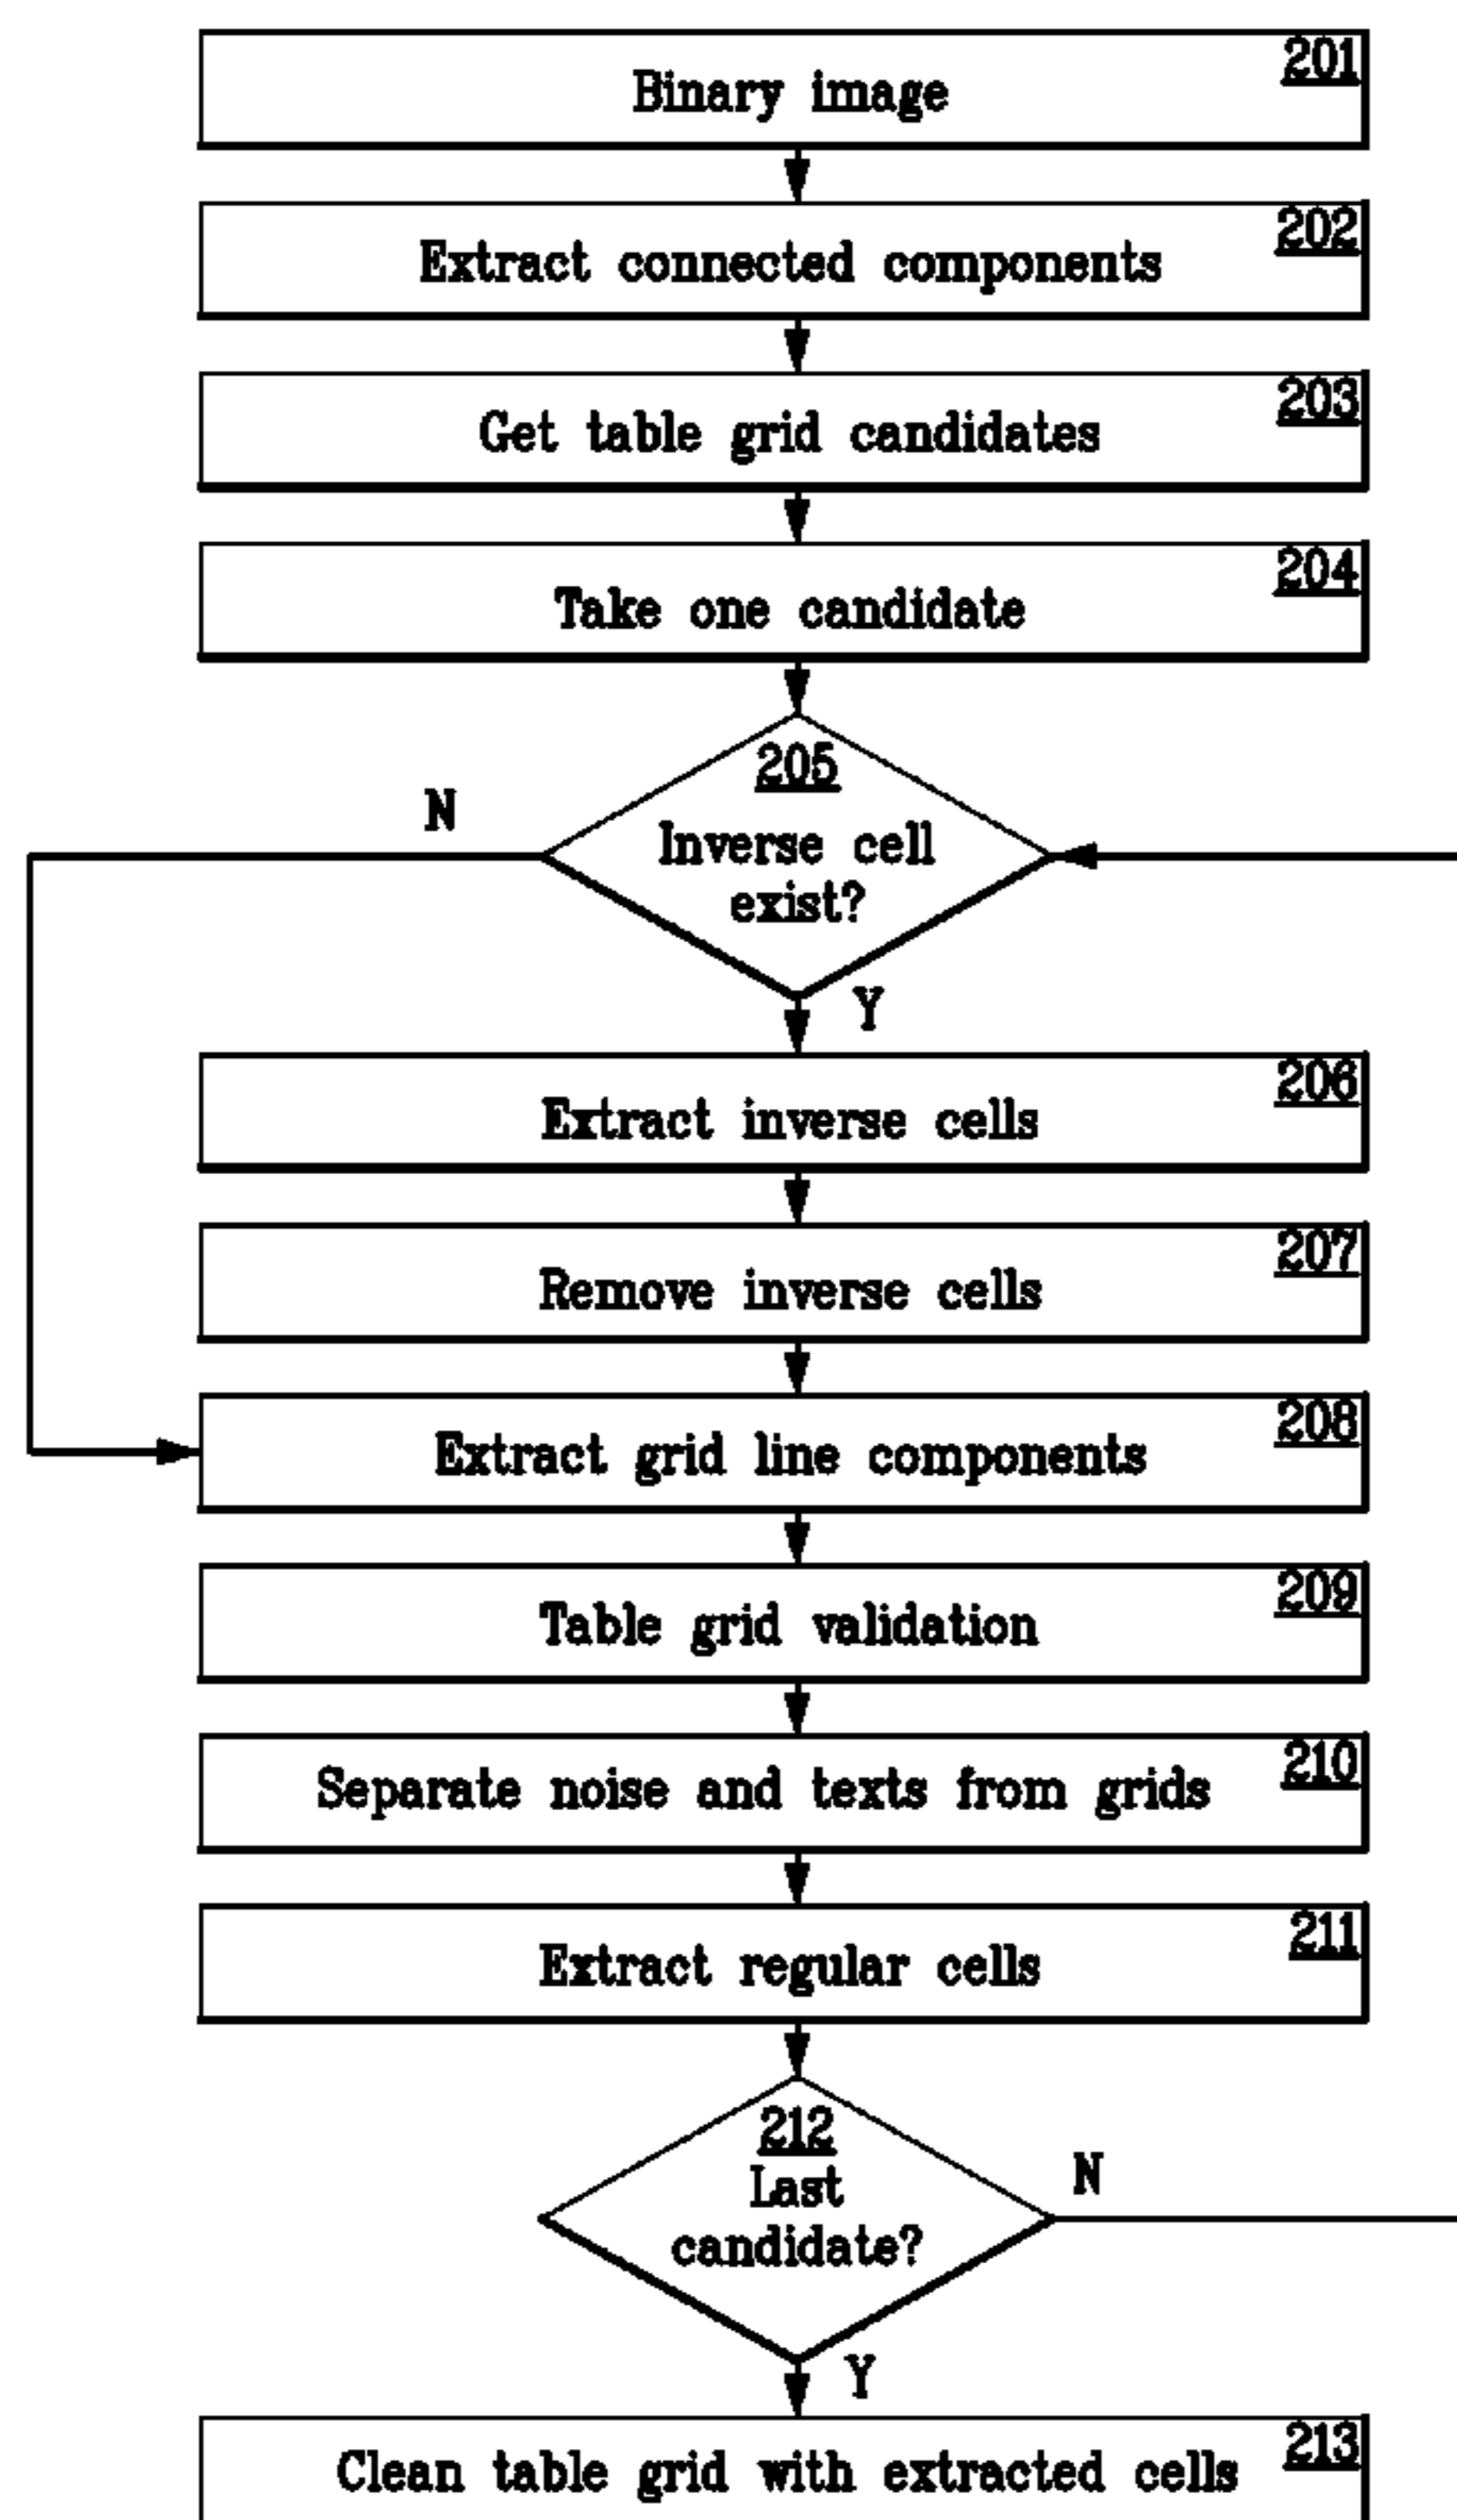 201
Binary image
202
Extract connected components
203
Get table grid candidates
204
Take one candidate
205
N
Inverse cell
exist?
Y
206
Extract inverse cells
207
Remove inverse cells
208
Extract grid line components
209
Table grid validation
210
Separate noise and texts from grids
211
Extract regular cells
212
N
Last
candidate?
Y
213
Clean table grid with extracted cells